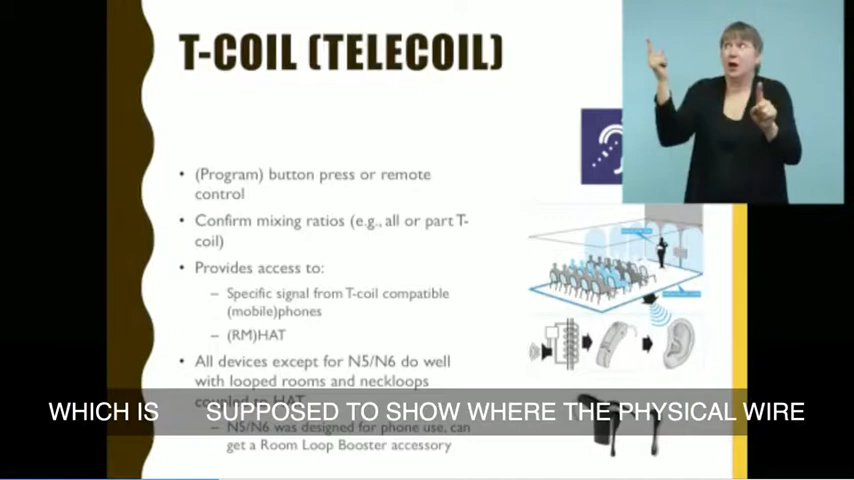 T-COIL (TELECOIL)
• (Program) button press or remote
control
• Confirm mixing ratios (e.g., all or part T-
coil)
• Provides access to:
– Specific signal from T-coil compatible
(mobile)phones
– (RM)HAT
• All devices except for N5/N6 do well
with looped rooms and neckloops
coupled to HAT
– N5/N6 was designed for phone use, can
get a Room Loop Booster accessory
WHICH IS SUPPOSED TO SHOW WHERE THE PHYSICAL WIRE